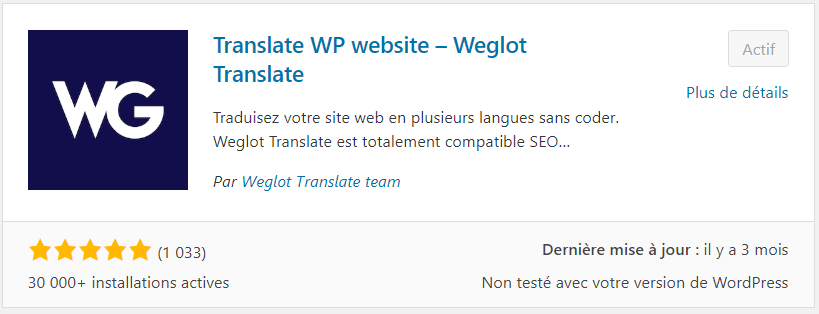 WG
Translate WP website – Weglot
Translate
Actif
Plus de détails
Traduisez votre site web en plusieurs langues sans coder.
Weglot Translate est totalement compatible SEO…
Par Weglot Translate team
(1 033)
Dernière mise à jour : il y a 3 mois
30 000+ installations actives
Non testé avec votre version de WordPress